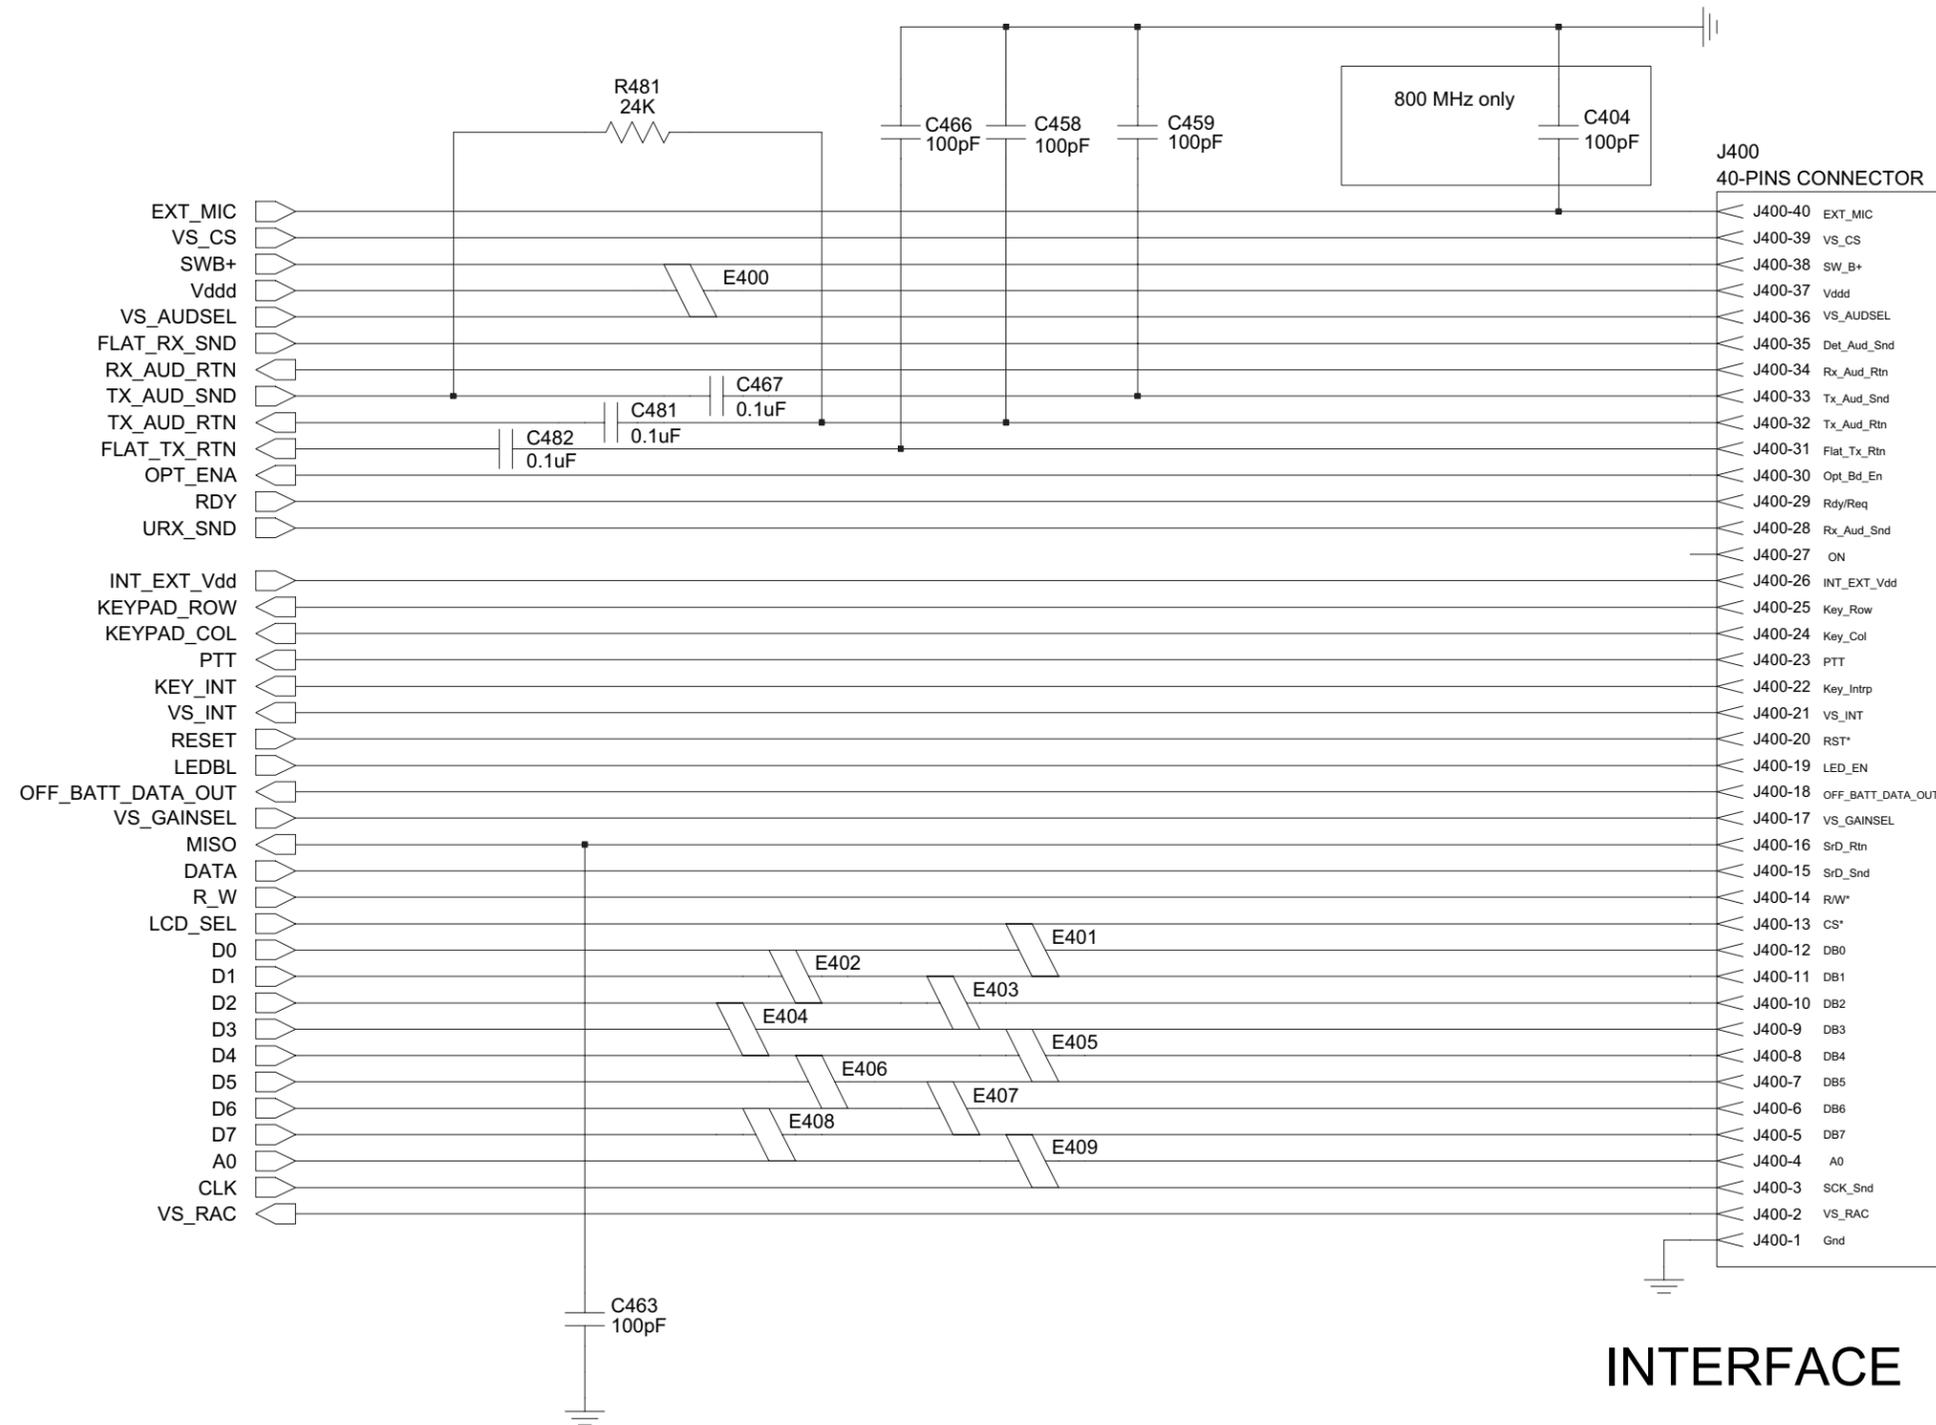 R481
24K
C466
100pF
C458
100pF
C459
100pF
800 MHz only
C404
100pF
J400
40-PINS CONNECTOR
EXT_MIC J400-40 EXT_MIC
VS_CS J400-39 VS_CS
SWB+ J400-38 SW_B+
E400
Vddd J400-37 Vddd
VS_AUDSEL J400-36 VS_AUDSEL
FLAT_RX_SND J400-35 Det_Aud_Snd
RX_AUD_RTN J400-34 Rx_Aud_Rtn
C467
0.1uF
TX_AUD_SND J400-33 Tx_Aud_Snd
C481
0.1uF
TX_AUD_RTN J400-32 Tx_Aud_Rtn
C482
0.1uF
FLAT_TX_RTN J400-31 Flat_Tx_Rtn
OPT_ENA J400-30 Opt_Bd_En
RDY J400-29 Rdy/Req
URX_SND J400-28 Rx_Aud_Snd
J400-27 ON
INT_EXT_Vdd J400-26 INT_EXT_Vdd
KEYPAD_ROW J400-25 Key_Row
KEYPAD_COL J400-24 Key_Col
PTT J400-23 PTT
KEY_INT J400-22 Key_Intrp
VS_INT J400-21 VS_INT
RESET J400-20 RST*
LEDBL J400-19 LED_EN
OFF_BATT_DATA_OUT J400-18 OFF_BATT_DATA_OUT
VS_GAINSEL J400-17 VS_GAINSEL
MISO J400-16 SrD_Rtn
DATA J400-15 SrD_Snd
R_W J400-14 R/W*
LCD_SEL J400-13 CS*
E401
D0 J400-12 DB0
E402
D1 J400-11 DB1
E403
D2 J400-10 DB2
E404
D3 J400-9 DB3
E405
D4 J400-8 DB4
E406
D5 J400-7 DB5
E407
D6 J400-6 DB6
E408
D7 J400-5 DB7
E409
A0 J400-4 A0
CLK J400-3 SCK_Snd
VS_RAC J400-2 VS_RAC
J400-1 Gnd
C463
100pF
INTERFACE